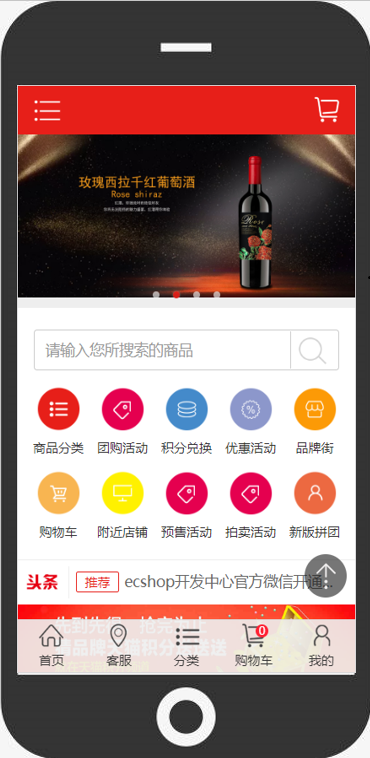 玫瑰西拉千红葡萄酒
Rose shiraz
请输入您所搜索的商品
商品分类
团购活动
积分兑换
优惠活动
品牌街
购物车
附近店铺
预售活动
拍卖活动
新版拼团
头条
推荐
ecshop开发中心官方微信开通...
首页
客服
分类
购物车
0
我的